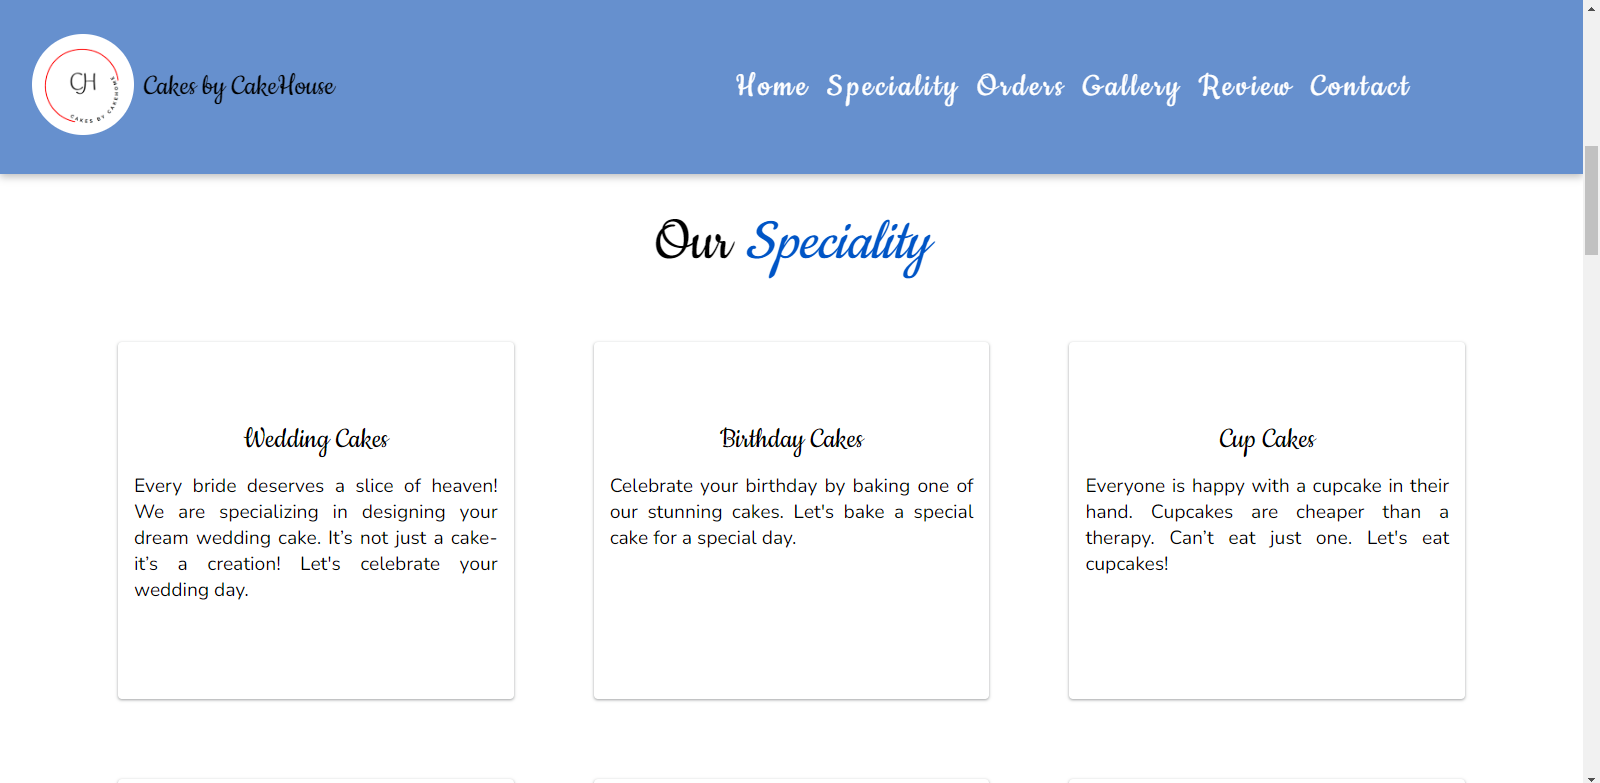 GH
CAKES BY CAKEHOME
Cakes by CakeHouse
Home Speciality Orders Gallery Review Contact
Our Speciality
Wedding Cakes
Every bride deserves a slice of heaven!
We are specializing in designing your
dream wedding cake. It’s not just a cake-
it’s a creation! Let's celebrate your
wedding day.
Birthday Cakes
Celebrate your birthday by baking one of
our stunning cakes. Let's bake a special
cake for a special day.
Cup Cakes
Everyone is happy with a cupcake in their
hand. Cupcakes are cheaper than a
therapy. Can’t eat just one. Let's eat
cupcakes!